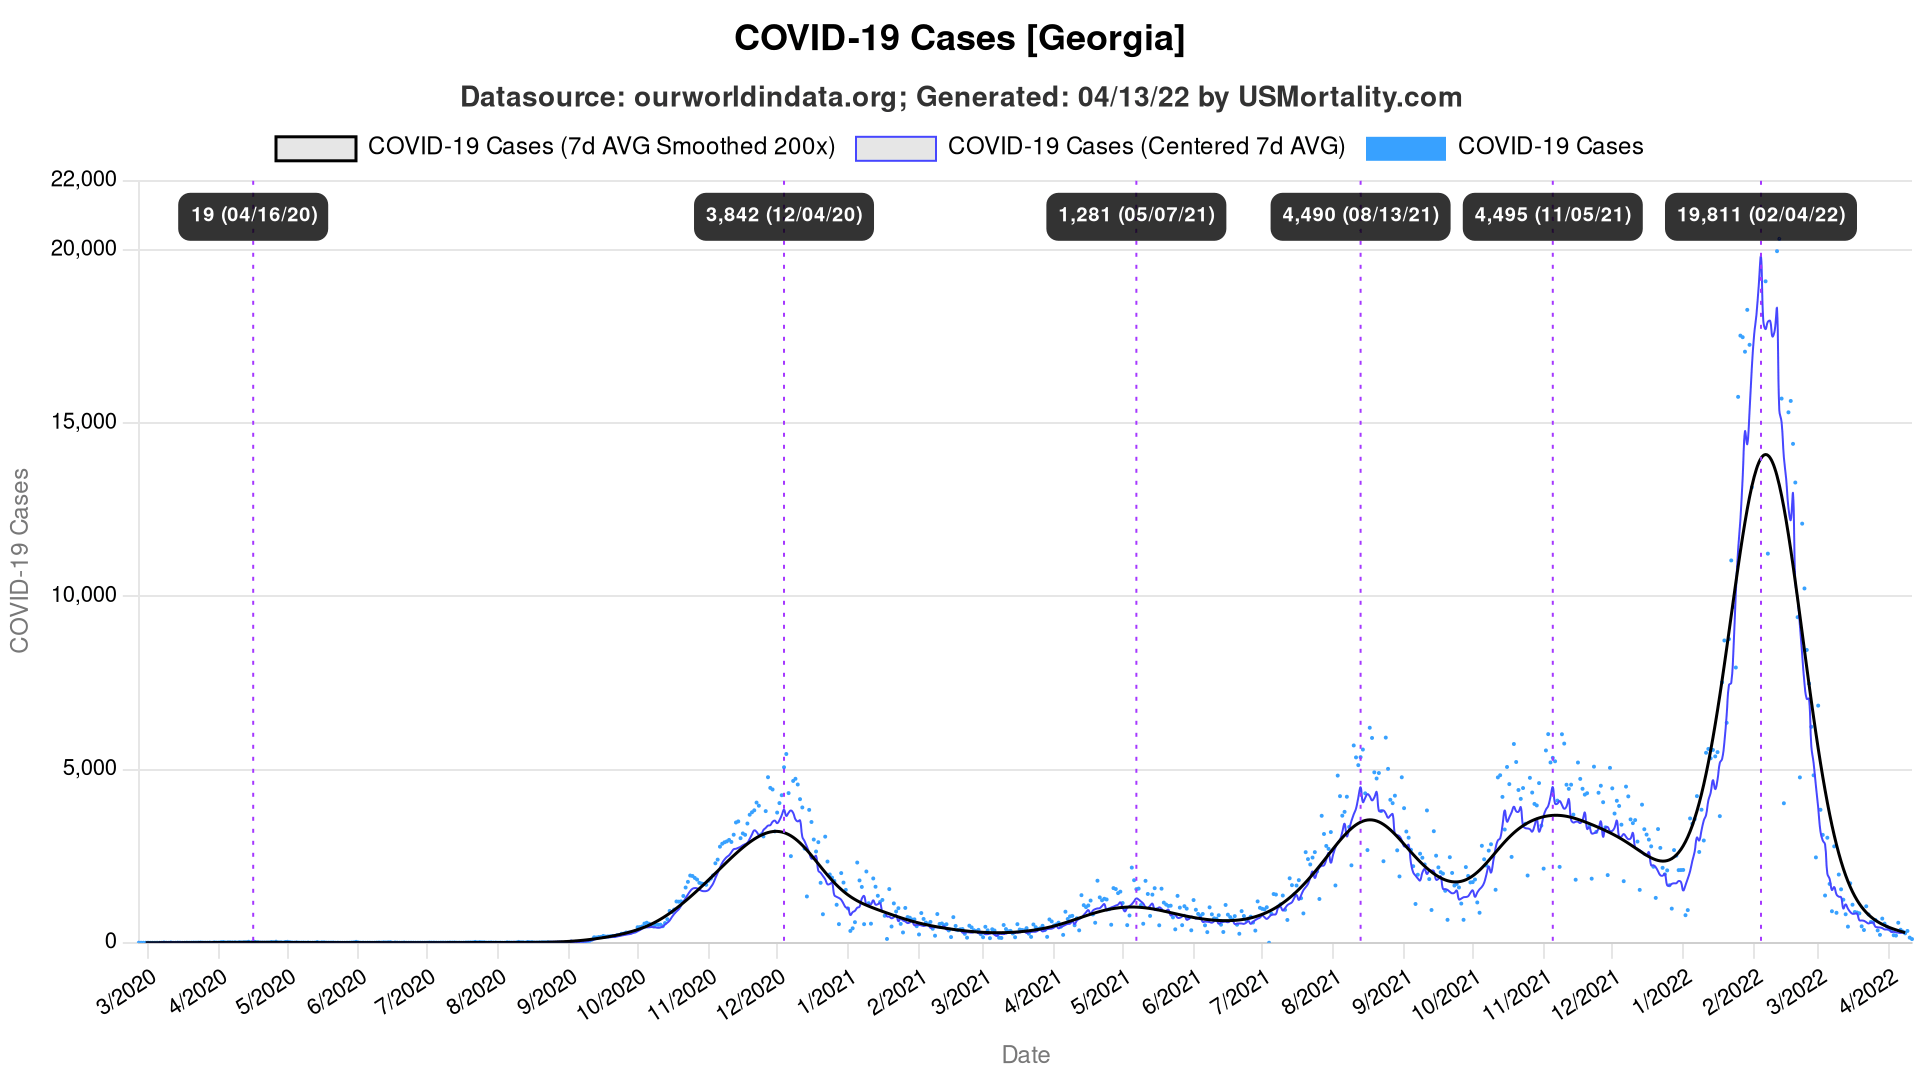 COVID-19 Cases [Georgia]
Datasource: ourworldindata.org; Generated: 04/13/22 by USMortality.com
COVID-19 Cases (7d AVG Smoothed 200x) COVID-19 Cases (Centered 7d AVG) COVID-19 Cases
22,000
19 (04/16/20) 3,842 (12/04/20) 1,281 (05/07/21) 4,490 (08/13/21) 4,495 (11/05/21) 19,811 (02/04/22)
20,000
15,000
10,000
5,000
0
COVID-19 Cases
3/2020 4/2020 5/2020 6/2020 7/2020 8/2020 9/2020 10/2020 11/2020 12/2020 1/2021 2/2021 3/2021 4/2021 5/2021 6/2021 7/2021 8/2021 9/2021 10/2021 11/2021 12/2021 1/2022 2/2022 3/2022 4/2022
Date